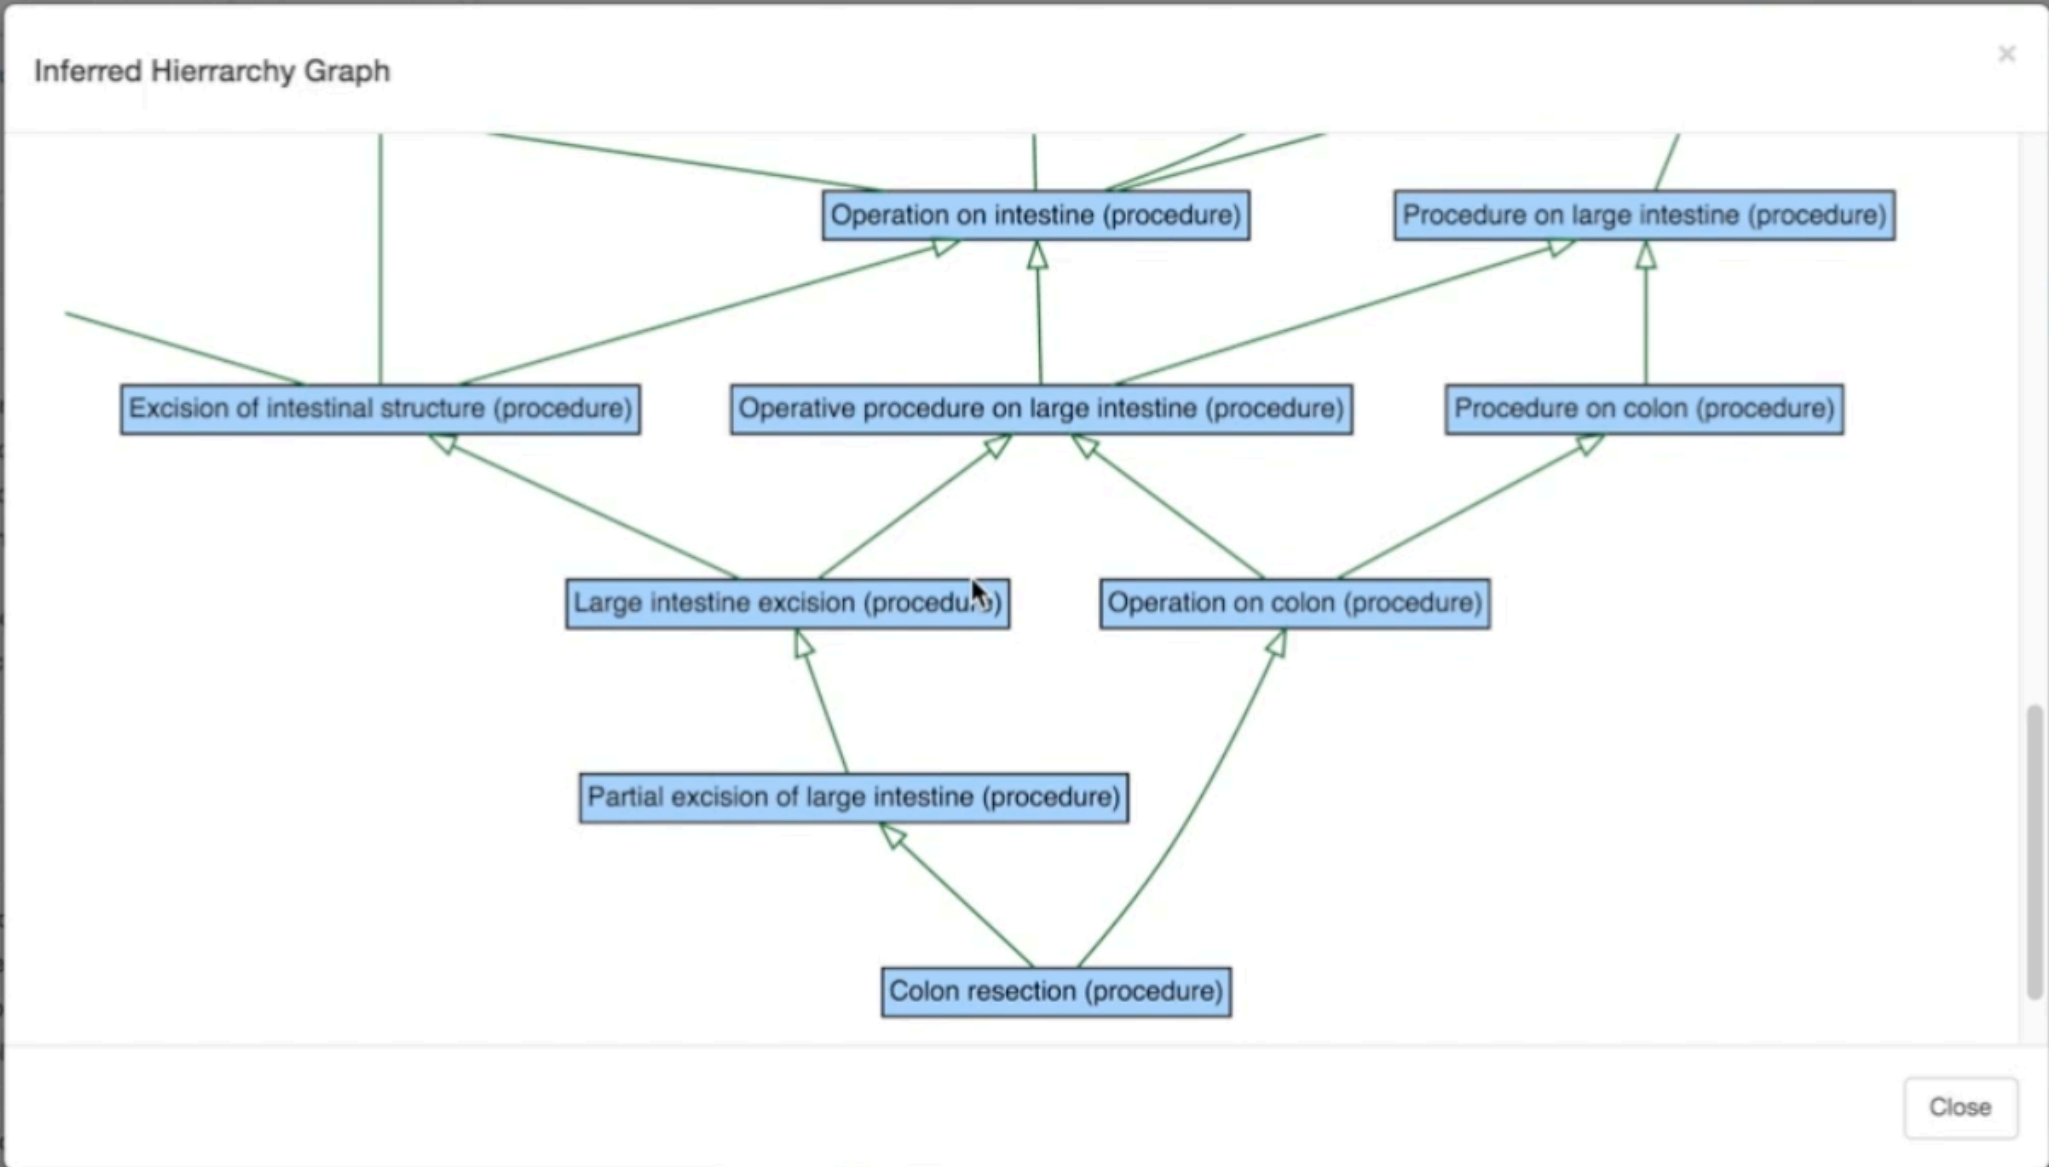 Inferred Hierrarchy Graph
×
Operation on intestine (procedure)
Procedure on large intestine (procedure)
Excision of intestinal structure (procedure)
Operative procedure on large intestine (procedure)
Procedure on colon (procedure)
Large intestine excision (procedure)
Operation on colon (procedure)
Partial excision of large intestine (procedure)
Colon resection (procedure)
Close